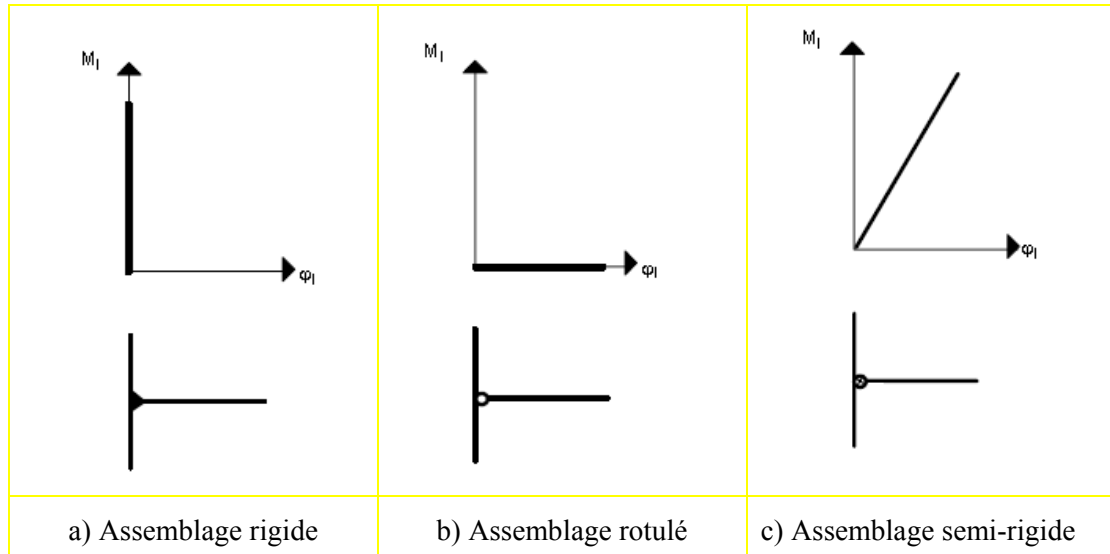 M_I
φ_I
M_I
φ_I
M_I
φ_I
a) Assemblage rigide
b) Assemblage rotulé
c) Assemblage semi-rigide